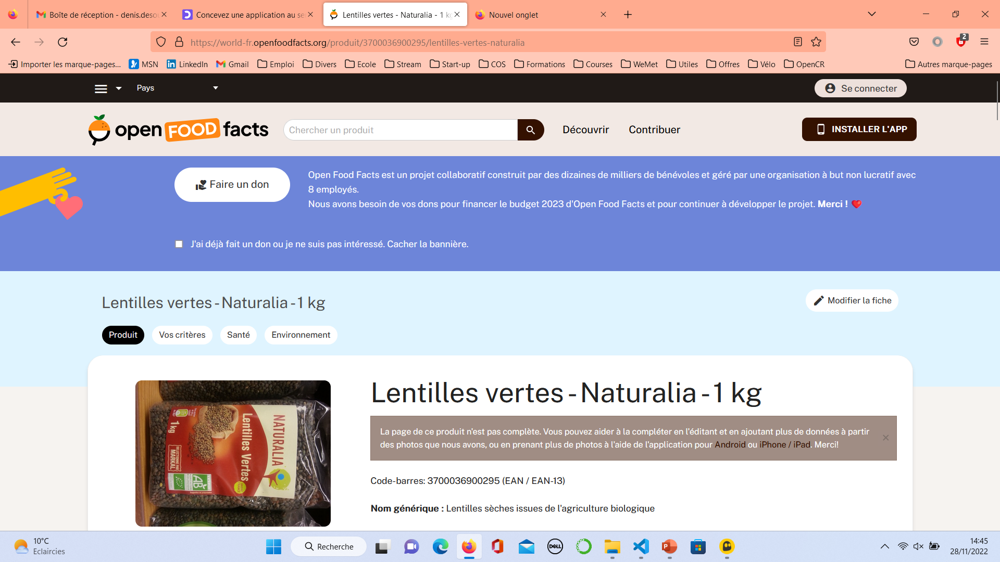 Boîte de réception - denis.desou
Concevez une application au se
Lentilles vertes - Naturalia - 1 k
Nouvel onglet
https://world-fr.openfoodfacts.org/produit/3700036900295/lentilles-vertes-naturalia
2
Importer les marque-pages...
MSN
LinkedIn
Gmail
Emploi
Divers
Ecole
Stream
Start-up
COS
Formations
Courses
WeMet
Utiles
Offres
Vélo
OpenCR
Autres marque-pages
Pays
Se connecter
open FOOD facts
Chercher un produit
Découvrir
Contribuer
INSTALLER L'APP
Faire un don
Open Food Facts est un projet collaboratif construit par des dizaines de milliers de bénévoles et géré par une organisation à but non lucratif avec
8 employés.
Nous avons besoin de vos dons pour financer le budget 2023 d'Open Food Facts et pour continuer à développer le projet. Merci !
J'ai déjà fait un don ou je ne suis pas intéressé. Cacher la bannière.
Lentilles vertes - Naturalia - 1 kg
Modifier la fiche
Produit
Vos critères
Santé
Environnement
NATURALIA
Lentilles Vertes
1kg
SÉLECTIONNÉ PAR
MARKAL
AB
Lentilles vertes - Naturalia - 1 kg
La page de ce produit n'est pas complète. Vous pouvez aider à la compléter en l'éditant et en ajoutant plus de données à partir
des photos que nous avons, ou en prenant plus de photos à l'aide de l'application pour Android ou iPhone / iPad. Merci!
Code-barres: 3700036900295 (EAN / EAN-13)
Nom générique : Lentilles sèches issues de l'agriculture biologique
10°C
Eclaircies
Recherche
DELL
14:45
28/11/2022